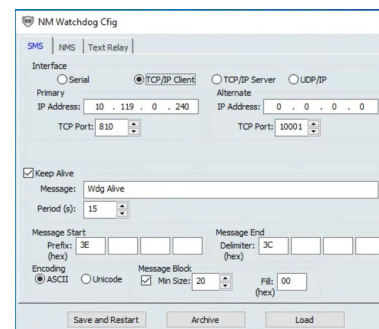 NM Watchdog Cfig
SMS NMS Text Relay
Interface
Serial TCP/IP Client TCP/IP Server UDP/IP
Primary Alternate
IP Address: 10 . 119 . 0 . 240 IP Address: 0 . 0 . 0 . 0
TCP Port: 810 TCP Port: 10001
Keep Alive
Message: Wdg Alive
Period (s): 15
Message Start Message End
Prefix: 3E Delimiter: 3C
(hex) (hex)
Encoding Message Block
ASCII Unicode Min Size: 20 Fill: 00
(hex)
Save and Restart Archive Load